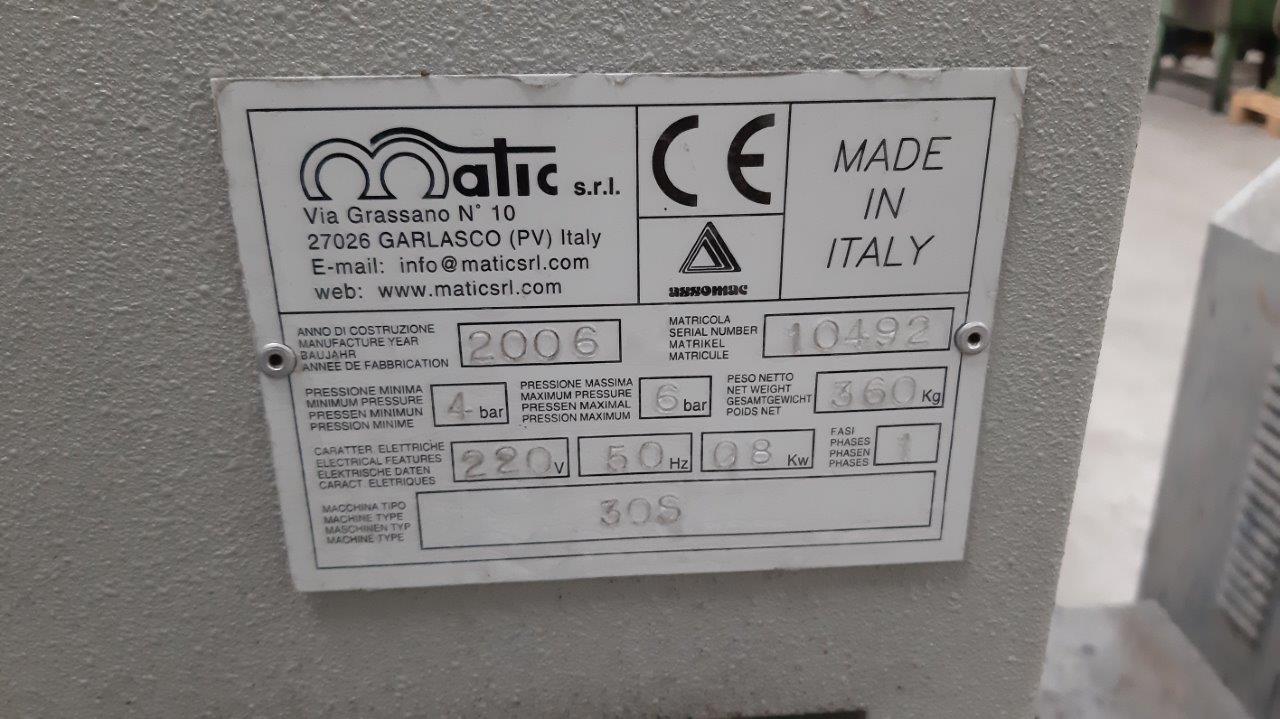 Matic s.r.l.
Via Grassano N° 10
27026 GARLASCO (PV) Italy
E-mail: info@maticsrl.com
web: www.maticsrl.com
CE
assomac
MADE
IN
ITALY
ANNO DI COSTRUZIONE
MANUFACTURE YEAR
BAUJAHR
ANNÉE DE FABBRICATION
2006
MATRICOLA
SERIAL NUMBER
MATRIKEL
MATRICULE
10492
PRESSIONE MINIMA
MINIMUM PRESSURE
PRESSEN MINIMUN
PRESSION MINIME
4 bar
PRESSIONE MASSIMA
MAXIMUM PRESSURE
PRESSEN MAXIMAL
PRESSION MAXIMUM
6 bar
PESO NETTO
NET WEIGHT
GESAMTGEWICHT
POIDS NET
360 Kg
CARATTER. ELETTRICHE
ELECTRICAL FEATURES
ELEKTRISCHE DATEN
CARACT. ELETRIQUES
220 V
50 Hz
08 Kw
FASI
PHASES
PHASEN
PHASES
1
MACCHINA TIPO
MACHINE TYPE
MASCHINEN TYP
MACHINE TYPE
30S